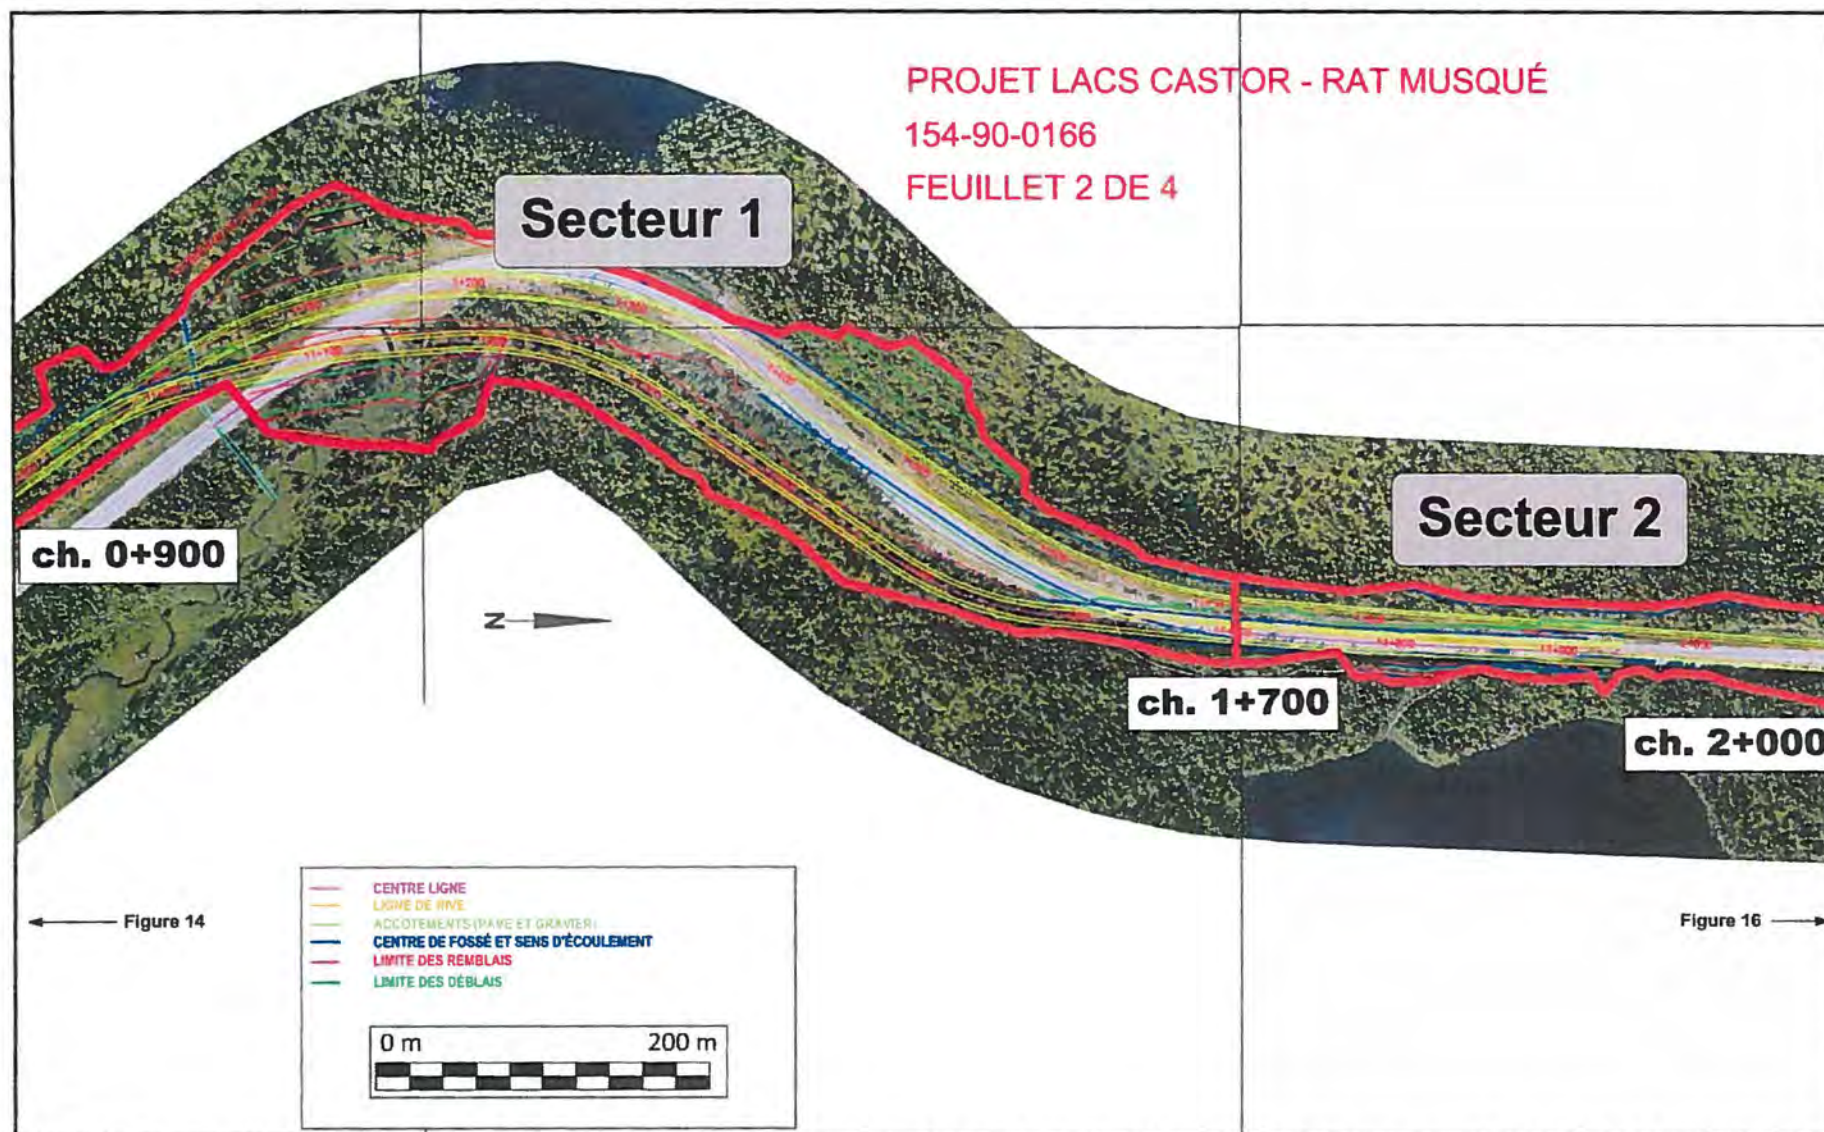 PROJET LACS CASTOR - RAT MUSQUÉ
154-90-0166
FEUILLET 2 DE 4
Secteur 1
Secteur 2
ch. 0+900
N
ch. 1+700
ch. 2+000
Figure 14
Figure 16
CENTRE LIGNE
LIGNE DE RIVE
ACCOTEMENTS (PAVE ET GRAVIER)
CENTRE DE FOSSÉ ET SENS D'ÉCOULEMENT
LIMITE DES REMBLAIS
LIMITE DES DÉBLAIS
0 m 200 m